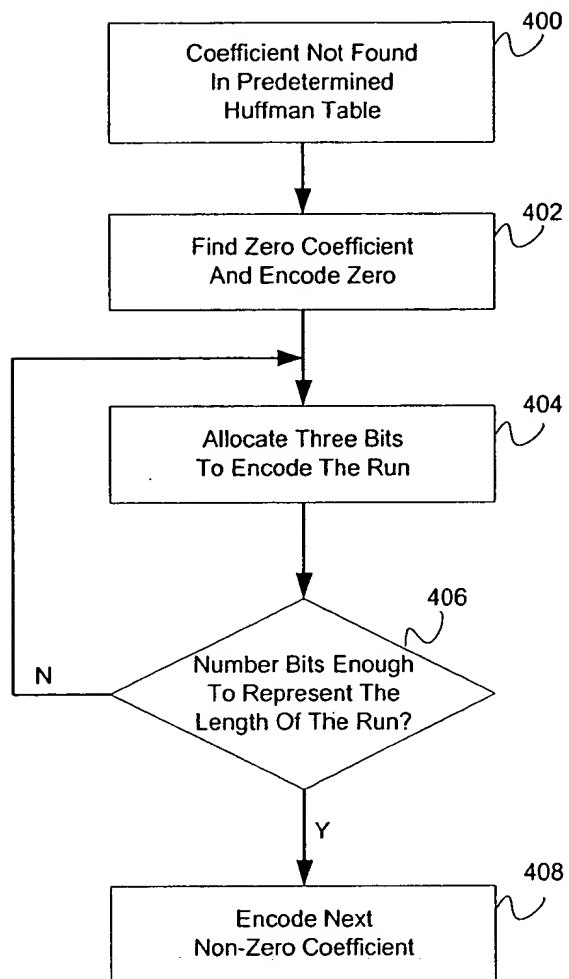 400
Coefficient Not Found
In Predetermined
Huffman Table
402
Find Zero Coefficient
And Encode Zero
404
Allocate Three Bits
To Encode The Run
406
Number Bits Enough
To Represent The
Length Of The Run?
N
Y
408
Encode Next
Non-Zero Coefficient